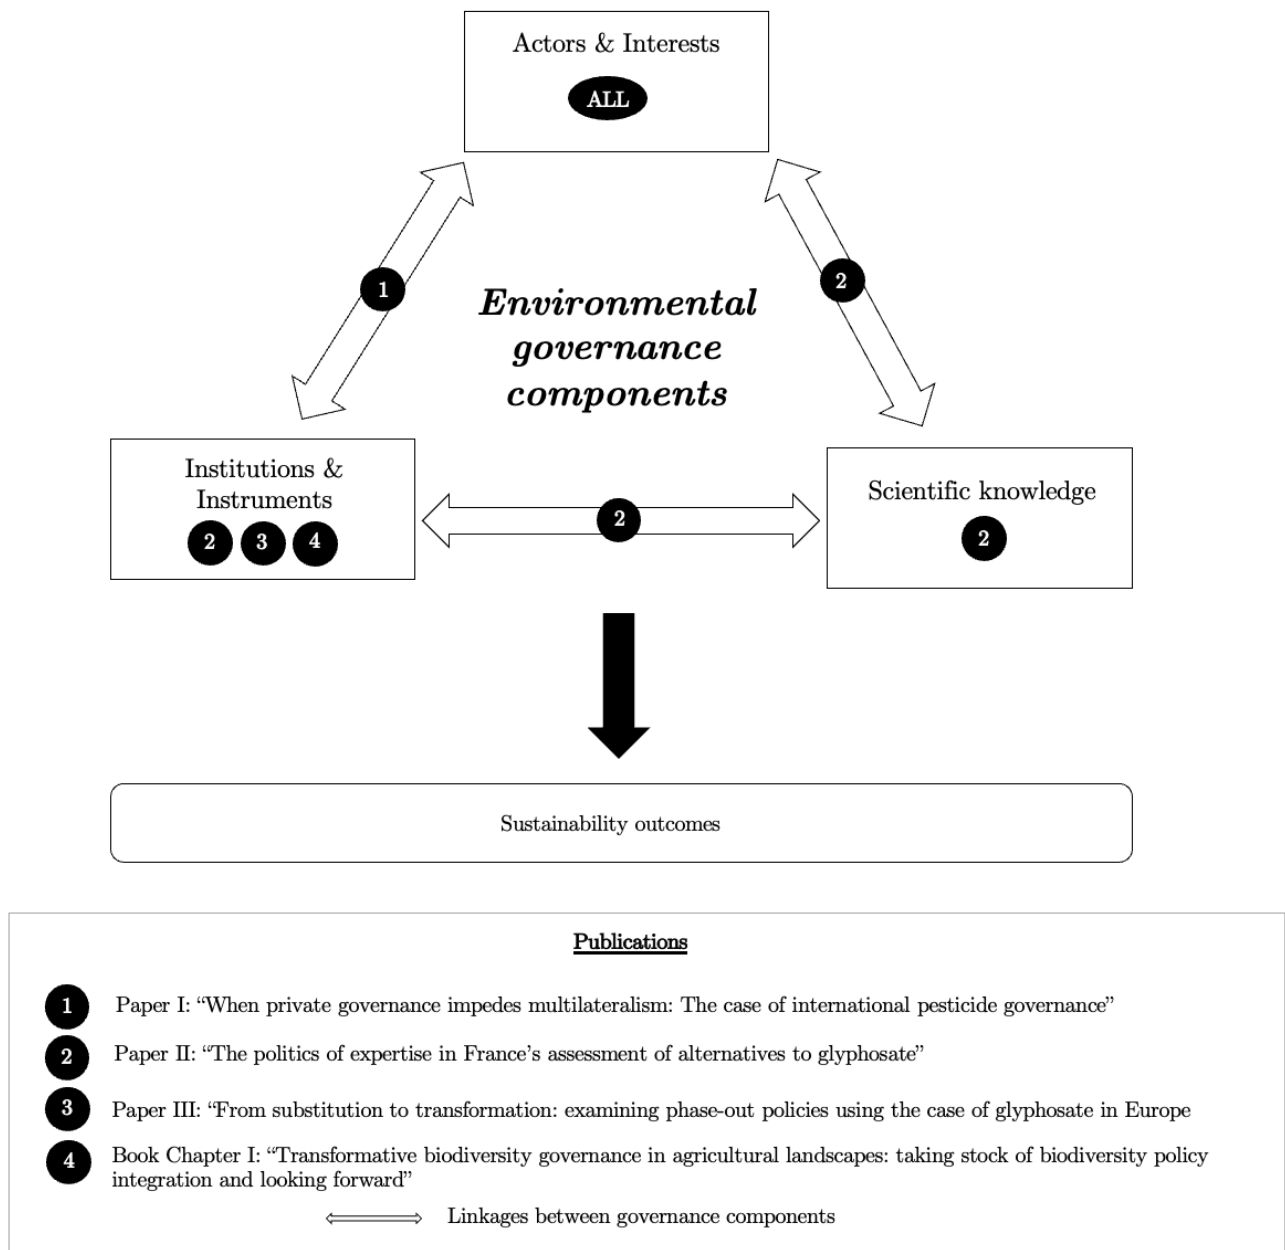 Actors & Interests
ALL
1
2
Environmental
governance
components
Institutions &
Instruments
2 3 4
2
Scientific knowledge
2
Sustainability outcomes
Publications
1 Paper I: “When private governance impedes multilateralism: The case of international pesticide governance”
2 Paper II: “The politics of expertise in France’s assessment of alternatives to glyphosate”
3 Paper III: “From substitution to transformation: examining phase-out policies using the case of glyphosate in Europe
4 Book Chapter I: “Transformative biodiversity governance in agricultural landscapes: taking stock of biodiversity policy
integration and looking forward”
Linkages between governance components